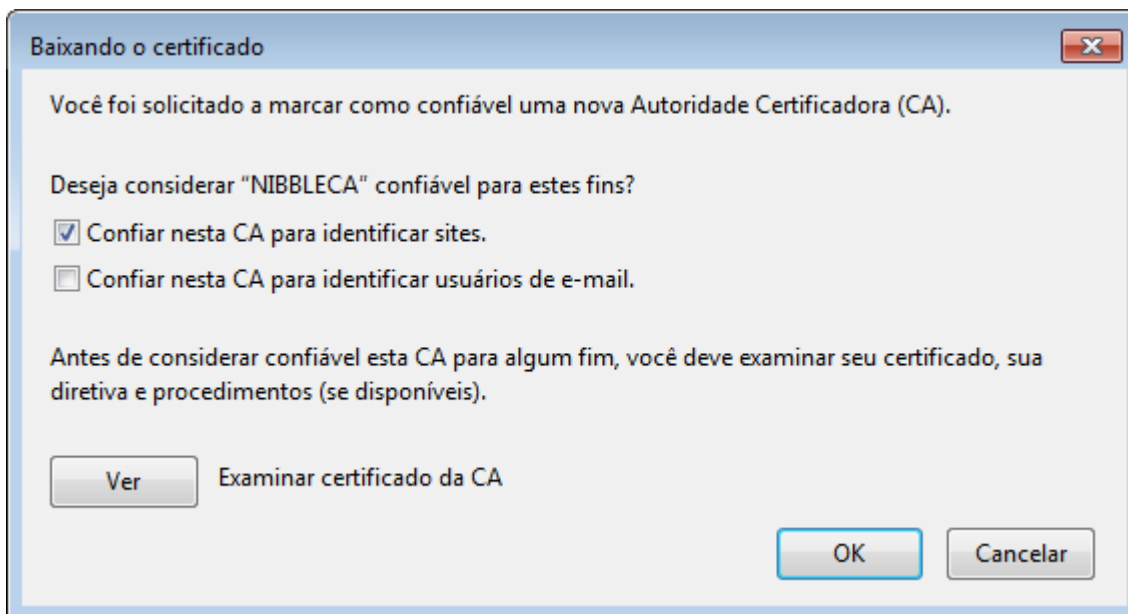 Baixando o certificado
Você foi solicitado a marcar como confiável uma nova Autoridade Certificadora (CA).
Deseja considerar “NIBBLECA” confiável para estes fins?
Confiar nesta CA para identificar sites.
Confiar nesta CA para identificar usuários de e-mail.
Antes de considerar confiável esta CA para algum fim, você deve examinar seu certificado, sua
diretiva e procedimentos (se disponíveis).
Ver Examinar certificado da CA
OK Cancelar